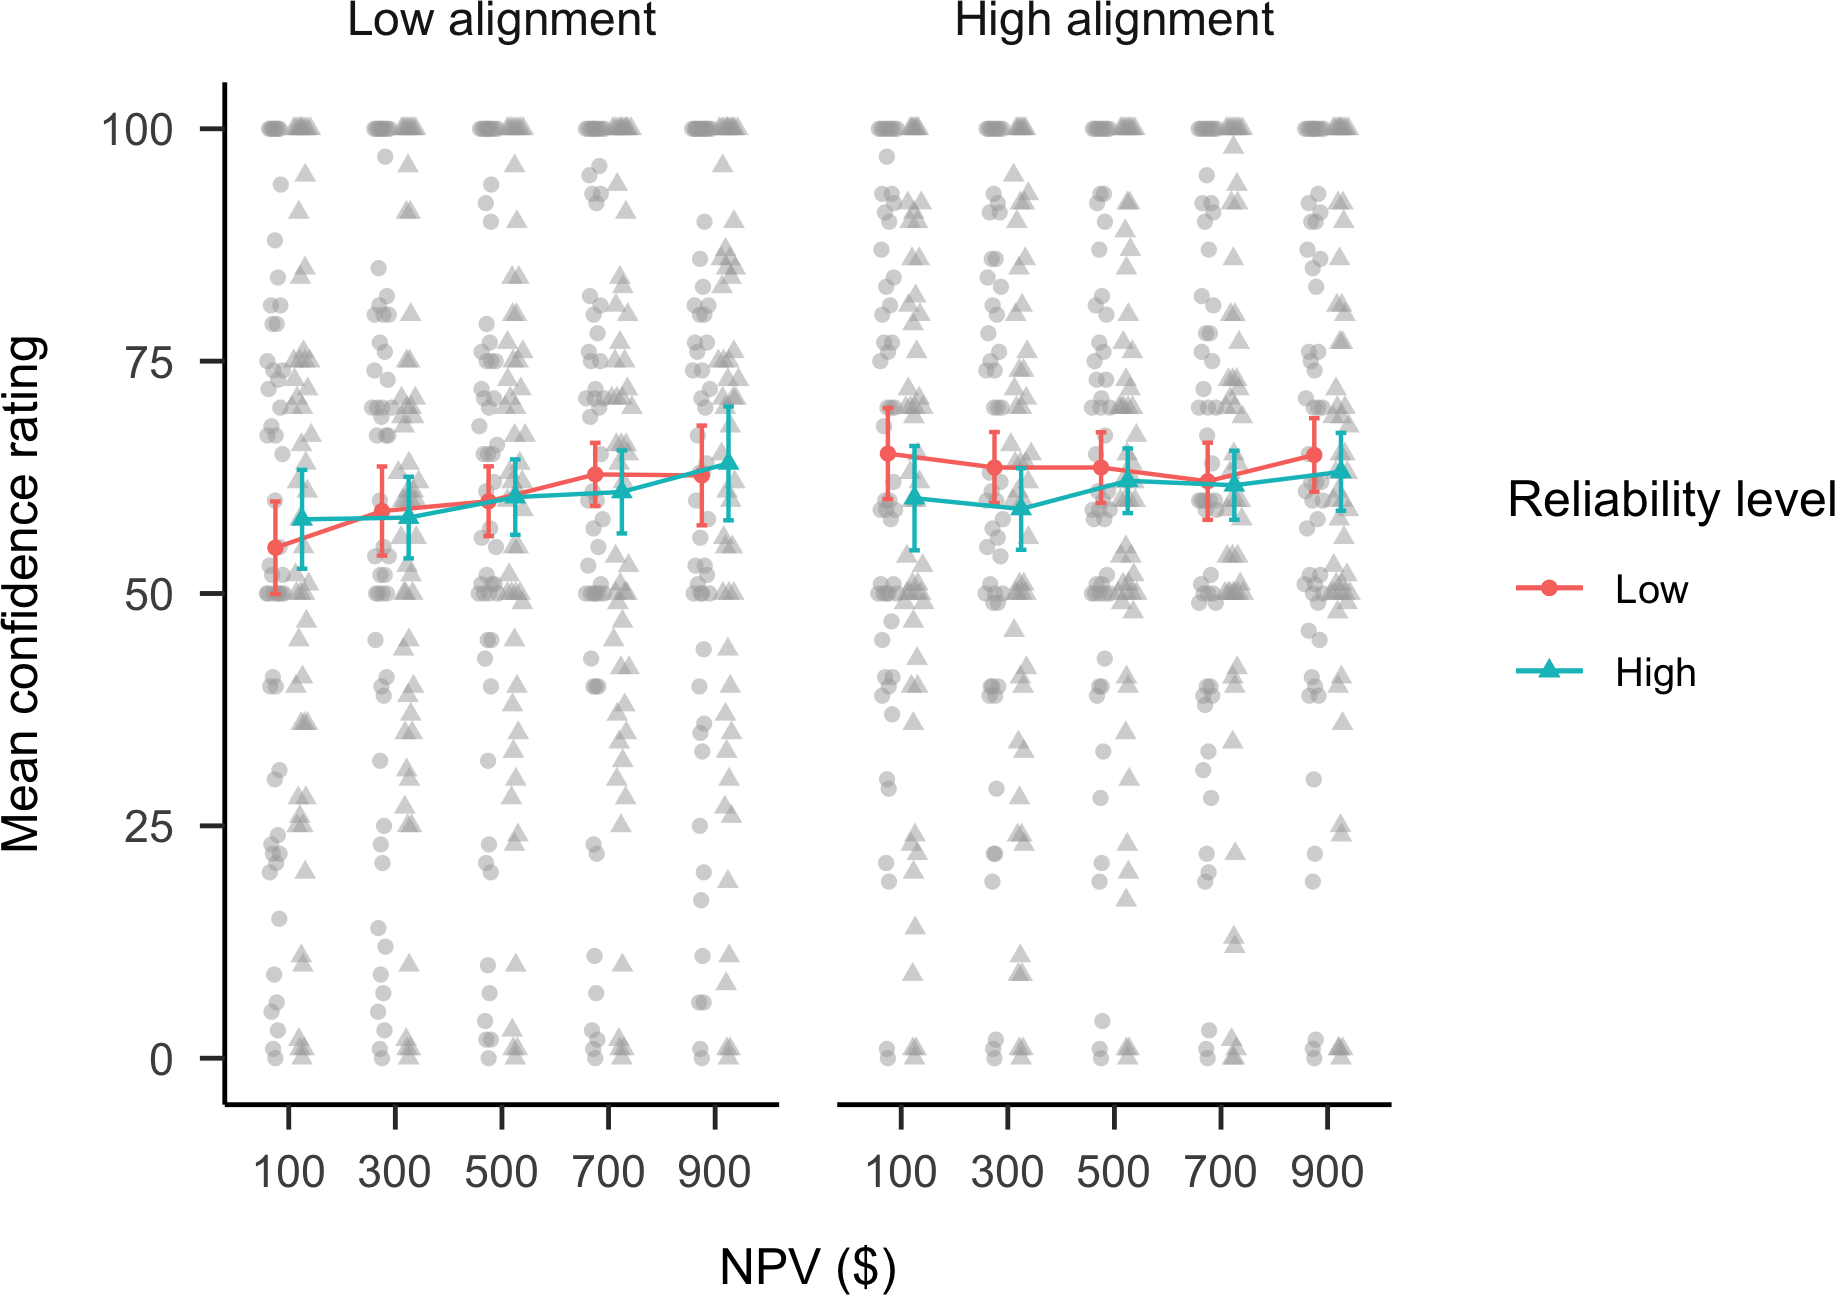 Low alignment
High alignment
Mean confidence rating
100
75
50
25
0
100 300 500 700 900
100 300 500 700 900
NPV ($)
Reliability level
Low
High